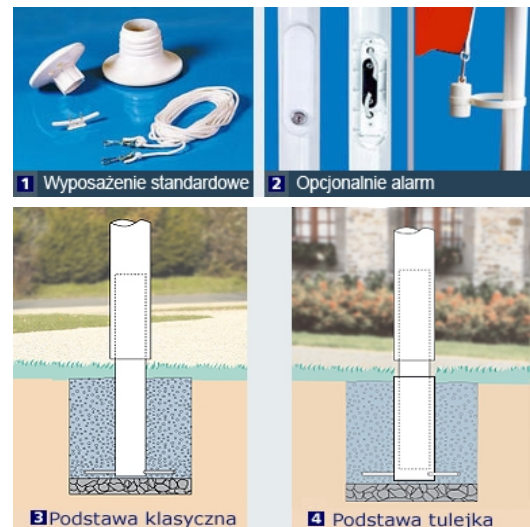 1 Wyposażenie standardowe
2 Opcjonalnie alarm
3 Podstawa klasyczna
4 Podstawa tulejka